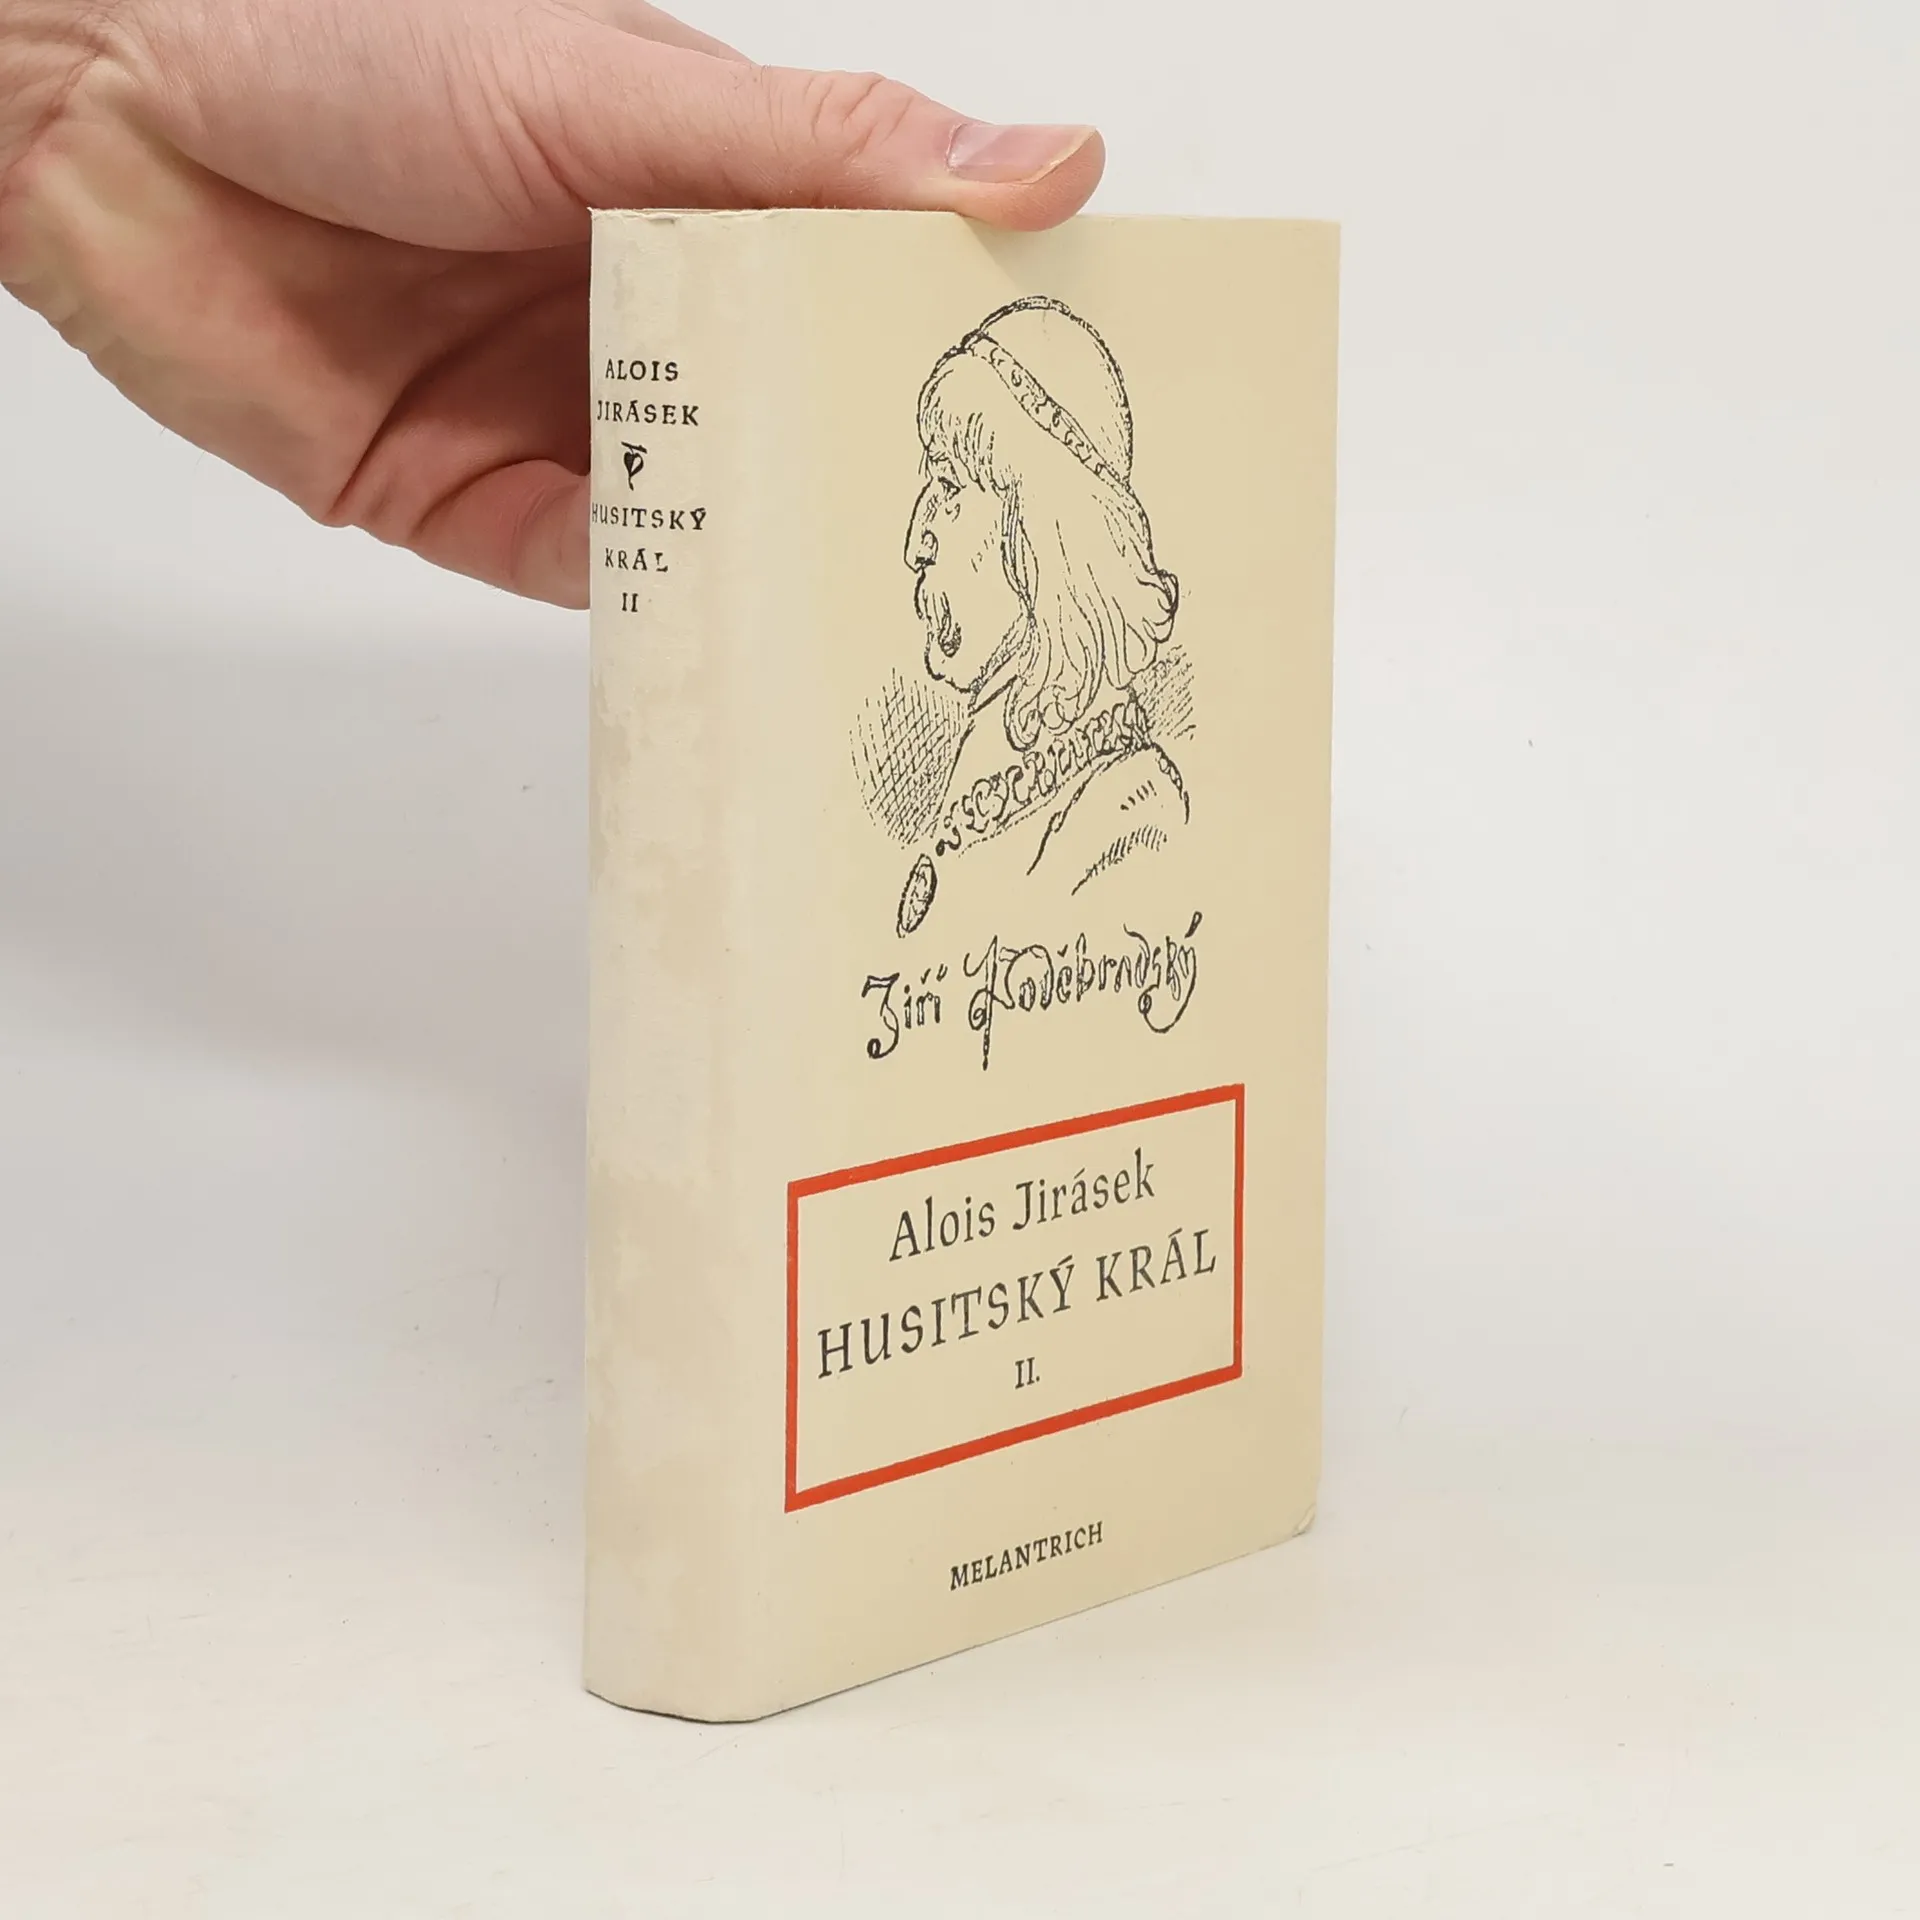 ALOIS
JIRÁSEK
HUSITSKÝ
KRÁL
II
Jiří Poděbradský
Alois Jirásek
HUSITSKÝ KRÁL
II.
MELANTRICH